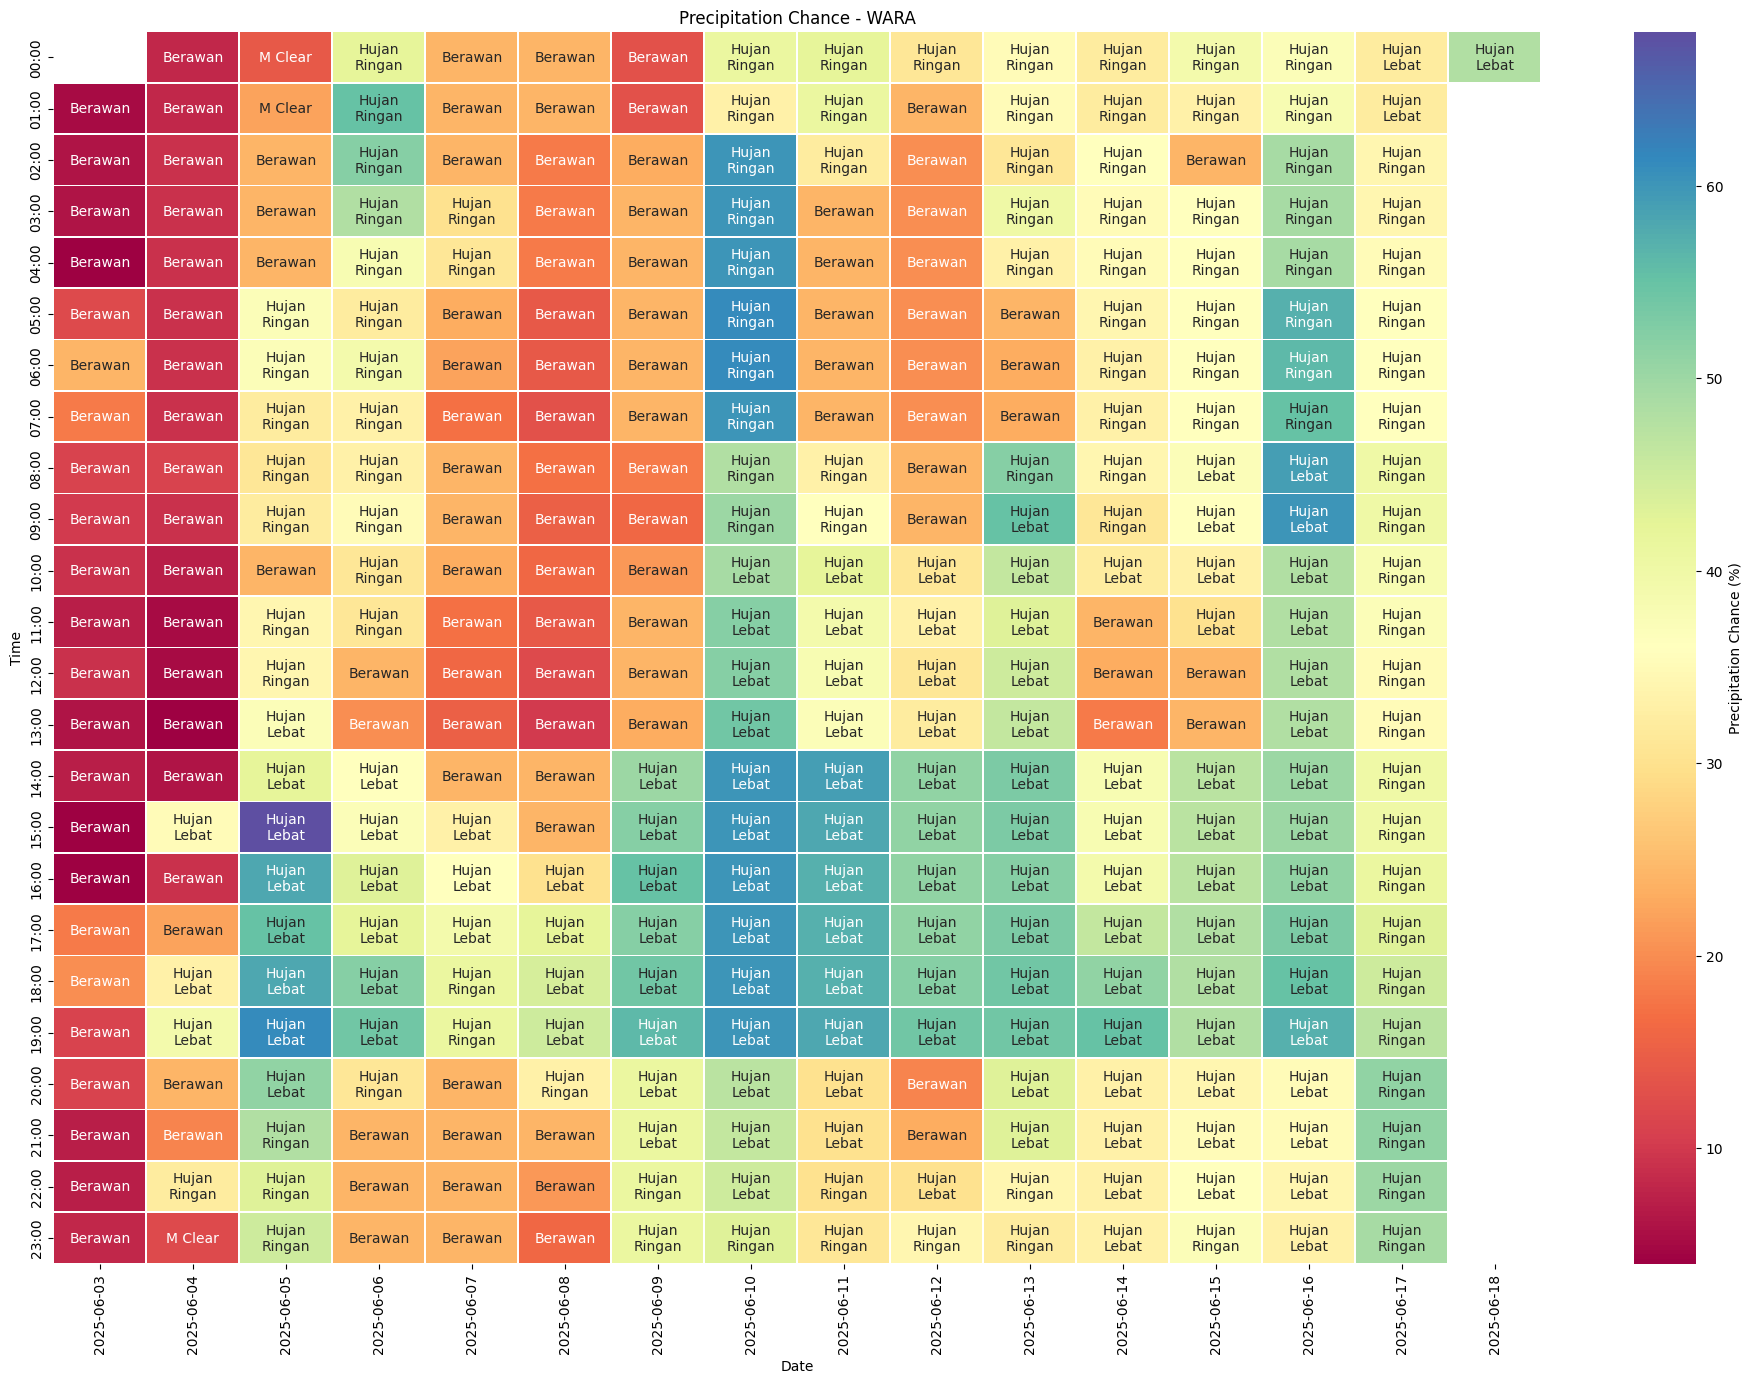 Precipitation Chance - WARA
00:00 Berawan M Clear Hujan Ringan Berawan Berawan Berawan Hujan Ringan Hujan Ringan Hujan Ringan Hujan Ringan Hujan Ringan Hujan Ringan Hujan Ringan Hujan Lebat Hujan Lebat
01:00 Berawan Berawan M Clear Hujan Ringan Berawan Berawan Berawan Hujan Ringan Hujan Ringan Berawan Hujan Ringan Hujan Ringan Hujan Ringan Hujan Ringan Hujan Lebat
02:00 Berawan Berawan Berawan Hujan Ringan Berawan Berawan Berawan Hujan Ringan Hujan Ringan Berawan Hujan Ringan Hujan Ringan Berawan Hujan Ringan Hujan Ringan
03:00 Berawan Berawan Berawan Hujan Ringan Hujan Ringan Berawan Berawan Hujan Ringan Berawan Berawan Hujan Ringan Hujan Ringan Hujan Ringan Hujan Ringan Hujan Ringan
04:00 Berawan Berawan Berawan Hujan Ringan Hujan Ringan Berawan Berawan Hujan Ringan Berawan Berawan Hujan Ringan Hujan Ringan Hujan Ringan Hujan Ringan Hujan Ringan
05:00 Berawan Berawan Hujan Ringan Hujan Ringan Berawan Berawan Berawan Hujan Ringan Berawan Berawan Berawan Hujan Ringan Hujan Ringan Hujan Ringan Hujan Ringan
06:00 Berawan Berawan Hujan Ringan Hujan Ringan Berawan Berawan Berawan Hujan Ringan Berawan Berawan Berawan Hujan Ringan Hujan Ringan Hujan Ringan Hujan Ringan
07:00 Berawan Berawan Hujan Ringan Hujan Ringan Berawan Berawan Berawan Hujan Ringan Berawan Berawan Berawan Hujan Ringan Hujan Ringan Hujan Ringan Hujan Ringan
08:00 Berawan Berawan Hujan Ringan Hujan Ringan Berawan Berawan Berawan Hujan Ringan Hujan Ringan Berawan Hujan Ringan Hujan Ringan Hujan Lebat Hujan Lebat Hujan Ringan
09:00 Berawan Berawan Hujan Ringan Hujan Ringan Berawan Berawan Berawan Hujan Ringan Hujan Ringan Berawan Hujan Lebat Hujan Ringan Hujan Lebat Hujan Lebat Hujan Ringan
10:00 Berawan Berawan Berawan Hujan Ringan Berawan Berawan Berawan Hujan Lebat Hujan Lebat Hujan Lebat Hujan Lebat Hujan Lebat Hujan Lebat Hujan Lebat Hujan Ringan
11:00 Berawan Berawan Hujan Ringan Hujan Ringan Berawan Berawan Berawan Hujan Lebat Hujan Lebat Hujan Lebat Hujan Lebat Berawan Hujan Lebat Hujan Lebat Hujan Ringan
12:00 Berawan Berawan Hujan Ringan Berawan Berawan Berawan Berawan Hujan Lebat Hujan Lebat Hujan Lebat Hujan Lebat Berawan Berawan Hujan Lebat Hujan Ringan
13:00 Berawan Berawan Hujan Lebat Berawan Berawan Berawan Berawan Hujan Lebat Hujan Lebat Hujan Lebat Hujan Lebat Berawan Berawan Hujan Lebat Hujan Ringan
14:00 Berawan Berawan Hujan Lebat Hujan Lebat Berawan Berawan Hujan Lebat Hujan Lebat Hujan Lebat Hujan Lebat Hujan Lebat Hujan Lebat Hujan Lebat Hujan Lebat Hujan Ringan
15:00 Berawan Hujan Lebat Hujan Lebat Hujan Lebat Hujan Lebat Berawan Hujan Lebat Hujan Lebat Hujan Lebat Hujan Lebat Hujan Lebat Hujan Lebat Hujan Lebat Hujan Lebat Hujan Ringan
16:00 Berawan Berawan Hujan Lebat Hujan Lebat Hujan Lebat Hujan Lebat Hujan Lebat Hujan Lebat Hujan Lebat Hujan Lebat Hujan Lebat Hujan Lebat Hujan Lebat Hujan Lebat Hujan Ringan
17:00 Berawan Berawan Hujan Lebat Hujan Lebat Hujan Lebat Hujan Lebat Hujan Lebat Hujan Lebat Hujan Lebat Hujan Lebat Hujan Lebat Hujan Lebat Hujan Lebat Hujan Lebat Hujan Ringan
18:00 Berawan Hujan Lebat Hujan Lebat Hujan Lebat Hujan Ringan Hujan Lebat Hujan Lebat Hujan Lebat Hujan Lebat Hujan Lebat Hujan Lebat Hujan Lebat Hujan Lebat Hujan Lebat Hujan Ringan
19:00 Berawan Hujan Lebat Hujan Lebat Hujan Lebat Hujan Ringan Hujan Lebat Hujan Lebat Hujan Lebat Hujan Lebat Hujan Lebat Hujan Lebat Hujan Lebat Hujan Lebat Hujan Lebat Hujan Ringan
20:00 Berawan Berawan Hujan Lebat Hujan Ringan Berawan Hujan Ringan Hujan Lebat Hujan Lebat Hujan Lebat Berawan Hujan Lebat Hujan Lebat Hujan Lebat Hujan Lebat Hujan Ringan
21:00 Berawan Berawan Hujan Ringan Berawan Berawan Berawan Hujan Lebat Hujan Lebat Hujan Lebat Berawan Hujan Lebat Hujan Lebat Hujan Lebat Hujan Lebat Hujan Ringan
22:00 Berawan Hujan Ringan Hujan Ringan Berawan Berawan Berawan Hujan Ringan Hujan Lebat Hujan Ringan Hujan Lebat Hujan Ringan Hujan Lebat Hujan Lebat Hujan Lebat Hujan Ringan
23:00 Berawan M Clear Hujan Ringan Berawan Berawan Berawan Hujan Ringan Hujan Ringan Hujan Ringan Hujan Ringan Hujan Ringan Hujan Lebat Hujan Ringan Hujan Lebat Hujan Ringan
Time
2025-06-03
2025-06-04
2025-06-05
2025-06-06
2025-06-07
2025-06-08
2025-06-09
2025-06-10
2025-06-11
2025-06-12
2025-06-13
2025-06-14
2025-06-15
2025-06-16
2025-06-17
2025-06-18
Date
60
50
40
30
20
10
Precipitation Chance (%)